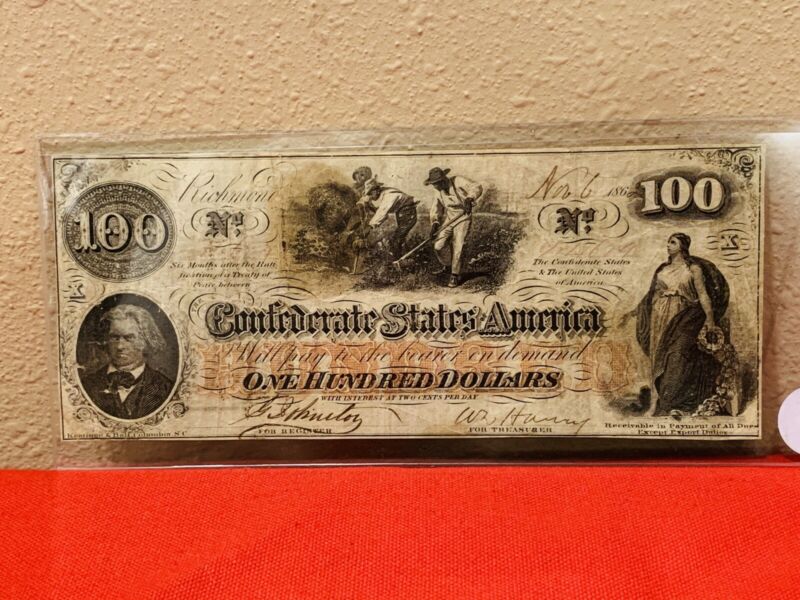 Richmond Nov 6 186
100 100
No. No.
Six Months after the Rati
fication of a Treaty of
Peace between
The Confederate States
& The United States
of America
Confederate States America
Will pay to the bearer on demand
ONE HUNDRED DOLLARS
WITH INTEREST AT TWO CENTS PER DAY
FOR REGISTER
FOR TREASURER
Keatinge & Ball Columbia, S.C.
Receivable in Payment of All Dues
Except Export Duties